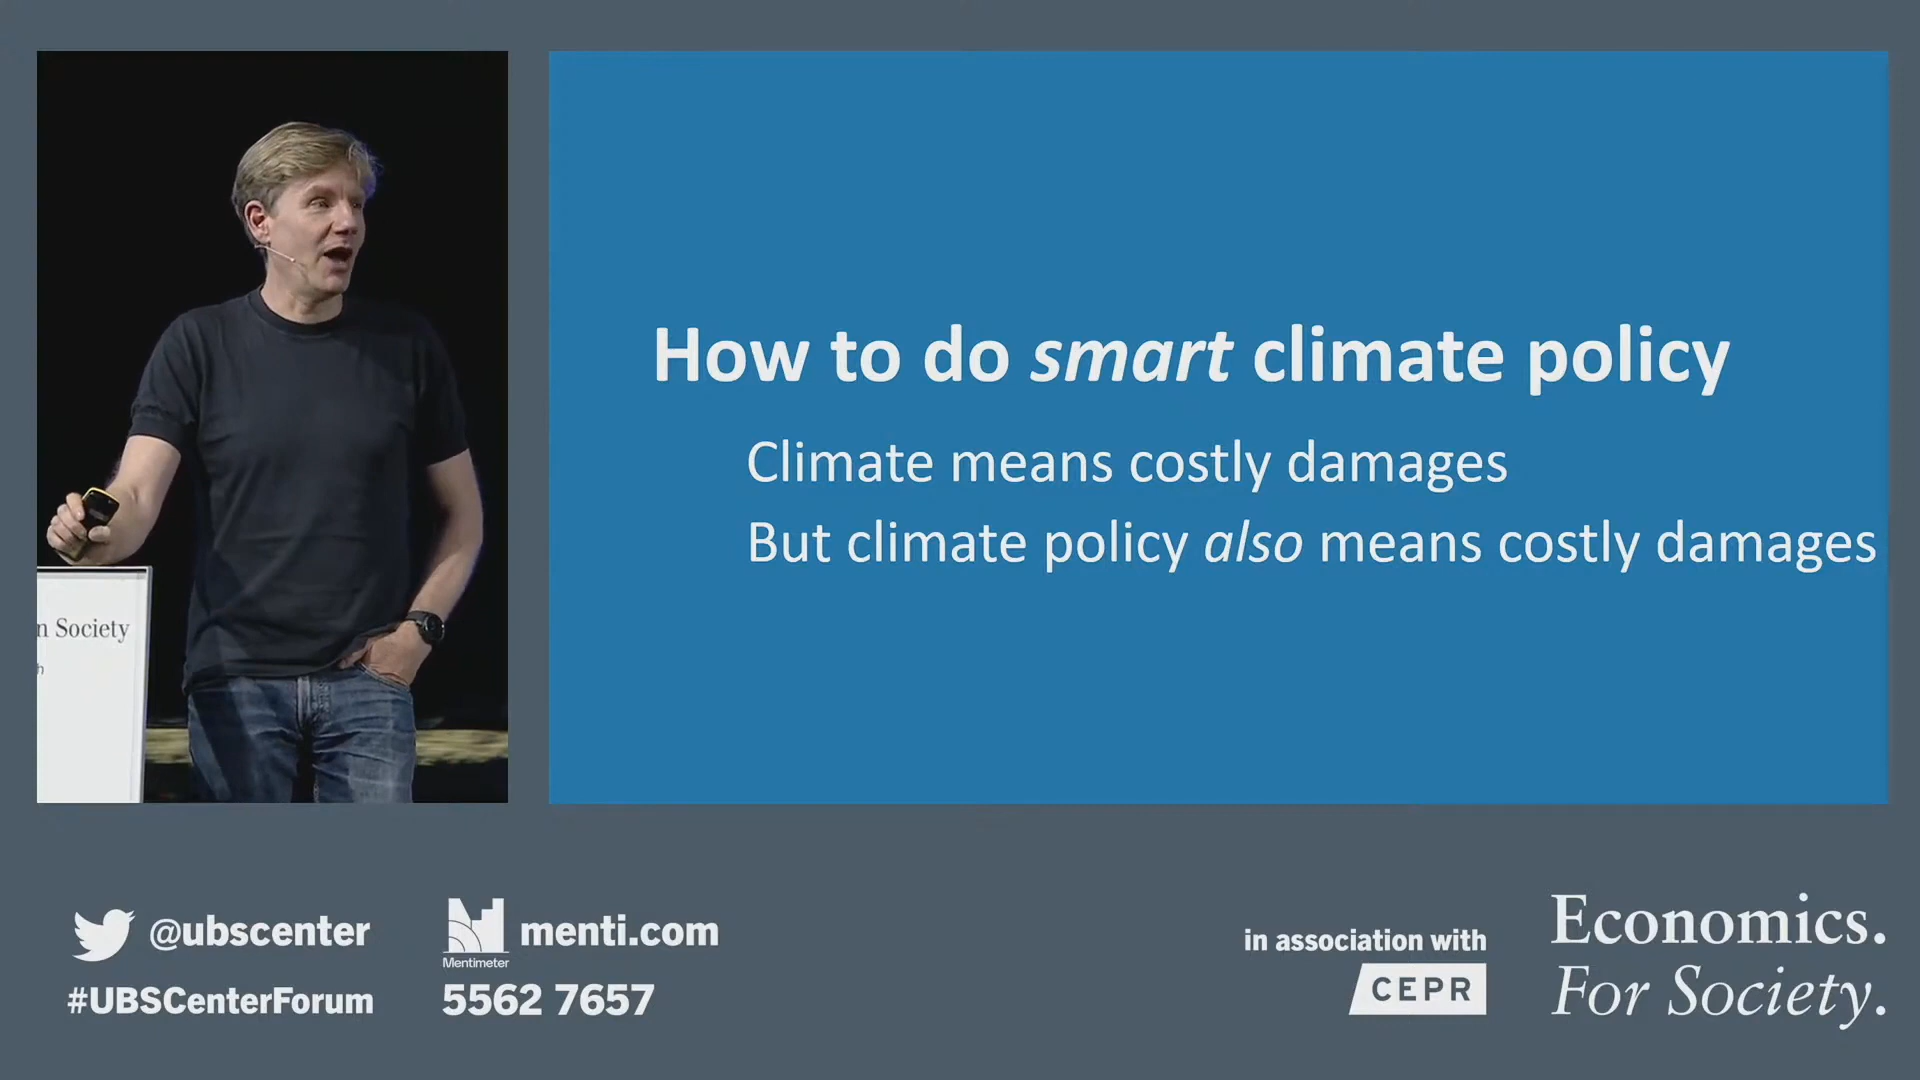 How to do smart climate policy
Climate means costly damages
But climate policy also means costly damages
n Society
h
@ubscenter
#UBSCenterForum
Mentimeter
menti.com
5562 7657
in association with
CEPR
Economics.
For Society.